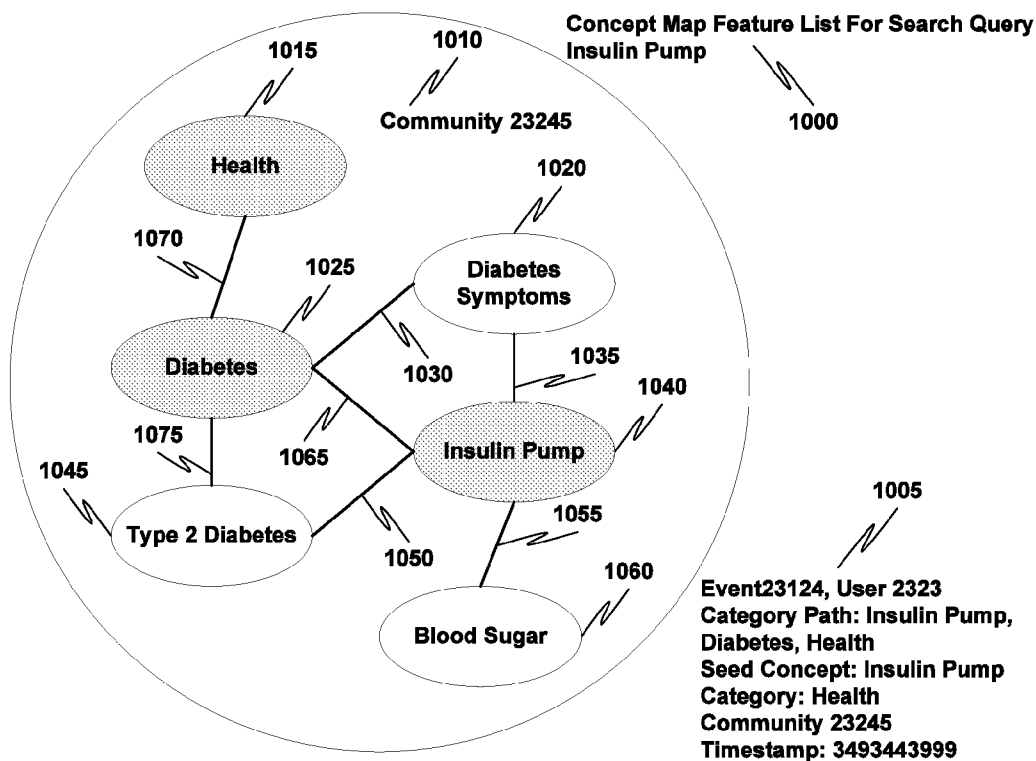 Concept Map Feature List For Search Query
Insulin Pump
1000
1015
1010
Community 23245
Health
1020
1070
1025
Diabetes
Symptoms
Diabetes
1030
1035
1040
1075
1065
Insulin Pump
1045
1005
Type 2 Diabetes
1050
1055
1060
Blood Sugar
Event23124, User 2323
Category Path: Insulin Pump,
Diabetes, Health
Seed Concept: Insulin Pump
Category: Health
Community 23245
Timestamp: 3493443999